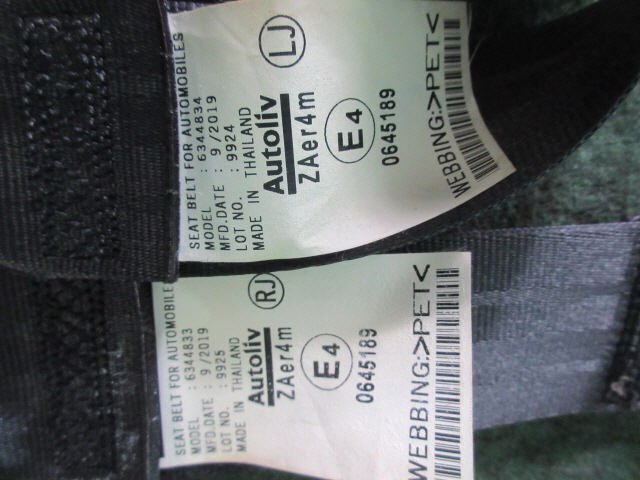 SEAT BELT FOR AUTOMOBILES
MODEL : 6344834
MFD.DATE : 9/2019
LOT NO. : 9924
MADE IN THAILAND
Autoliv
LJ
ZAer4m
E4
0645189
WEBBING:>PET<
SEAT BELT FOR AUTOMOBILES
MODEL : 6344833
MFD.DATE : 9/2019
LOT NO. : 9925
MADE IN THAILAND
Autoliv
RJ
ZAer4m
E4
0645189
WEBBING:>PET<